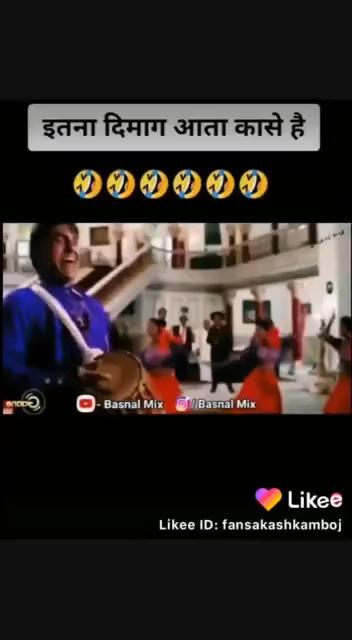 इतना दिमाग आता कासे है
- Basnal Mix
/ Basnal Mix
Likee
Likee ID: fansakashkamboj